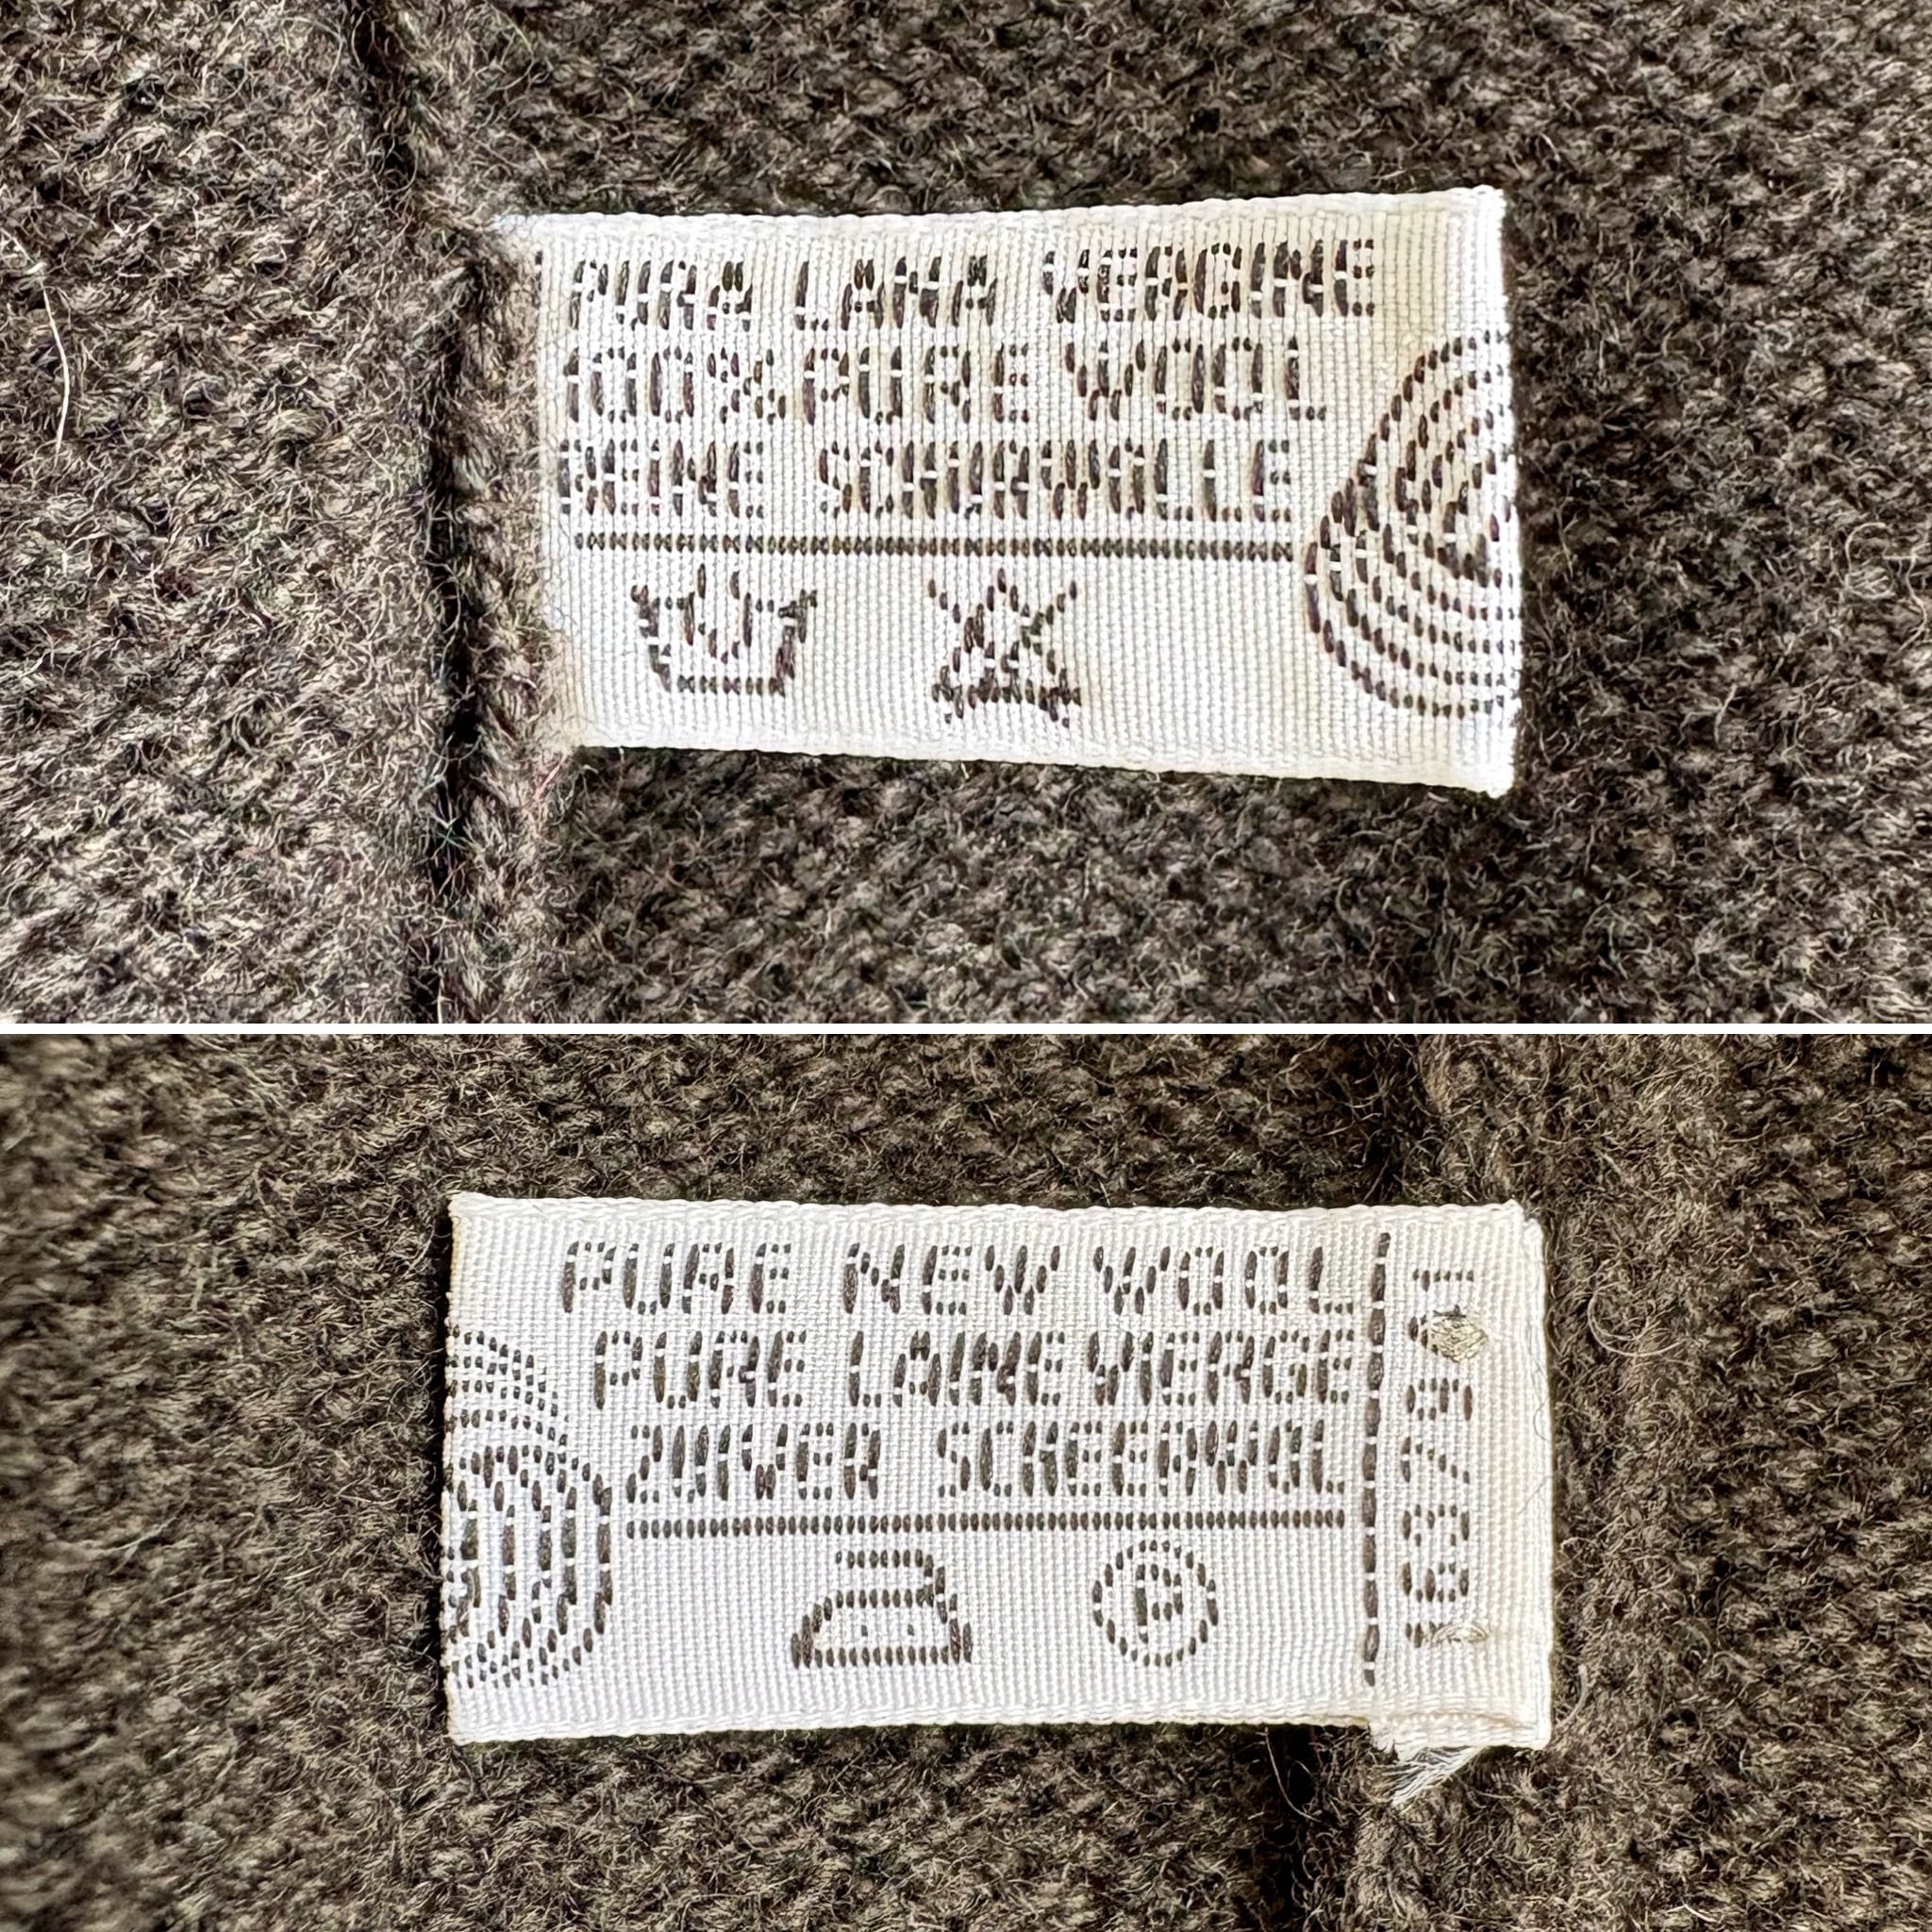 PURA LANA VERGINE
100% PURE WOOL
REINE SCHURWOLLE
PURE NEW WOOL
PURE LAINE VIERGE
ZUIVER SCHEERWOL
P